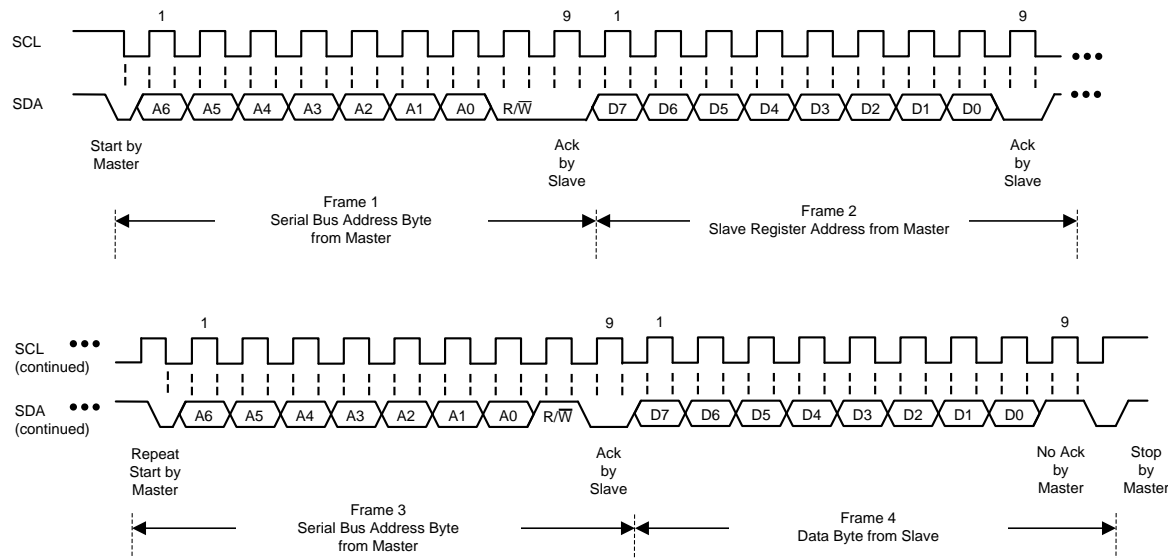 1 9 1 9
SCL
SDA A6 A5 A4 A3 A2 A1 A0 R/W̅ D7 D6 D5 D4 D3 D2 D1 D0
Start by
Master
Ack
by
Slave
Ack
by
Slave
Frame 1
Serial Bus Address Byte
from Master
Frame 2
Slave Register Address from Master
1 9 1 9
SCL
(continued)
SDA
(continued)
A6 A5 A4 A3 A2 A1 A0 R/W̅ D7 D6 D5 D4 D3 D2 D1 D0
Repeat
Start by
Master
Ack
by
Slave
No Ack
by
Master
Stop
by
Master
Frame 3
Serial Bus Address Byte
from Master
Frame 4
Data Byte from Slave